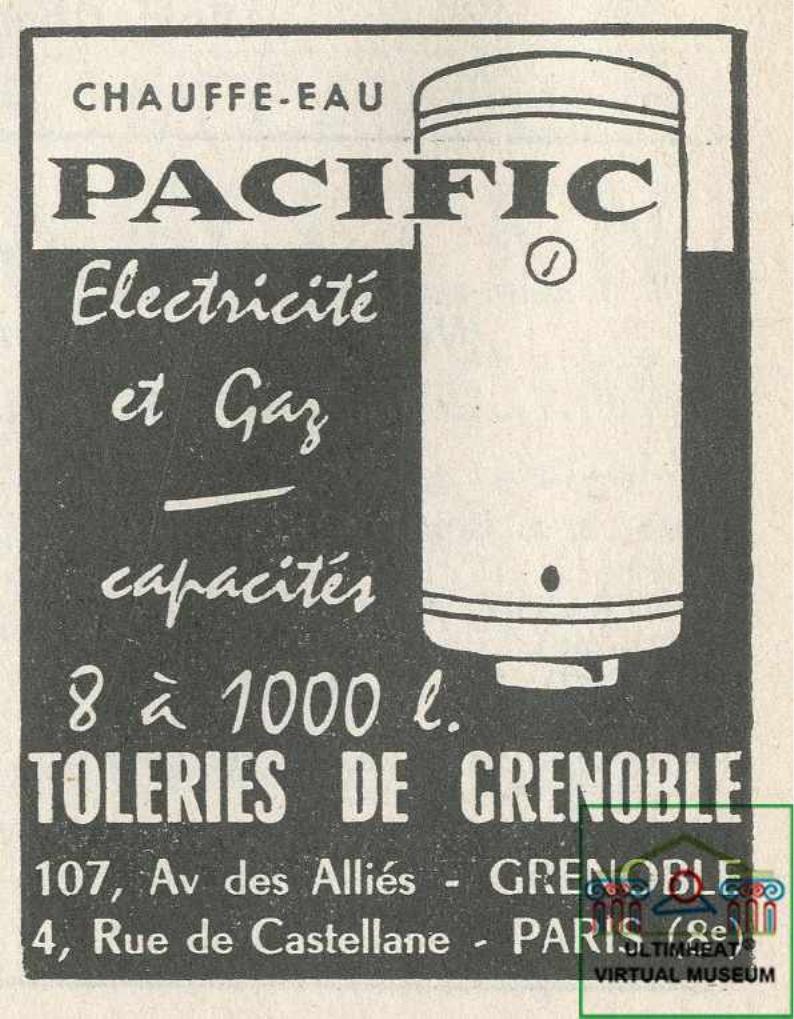 CHAUFFE-EAU
PACIFIC
Electricité
et Gaz
capacités
8 à 1000 l.
TOLERIES DE GRENOBLE
107, Av des Alliés - GRENOBLE
4, Rue de Castellane - PARIS (8e)
ULTIMHEAT®
VIRTUAL MUSEUM